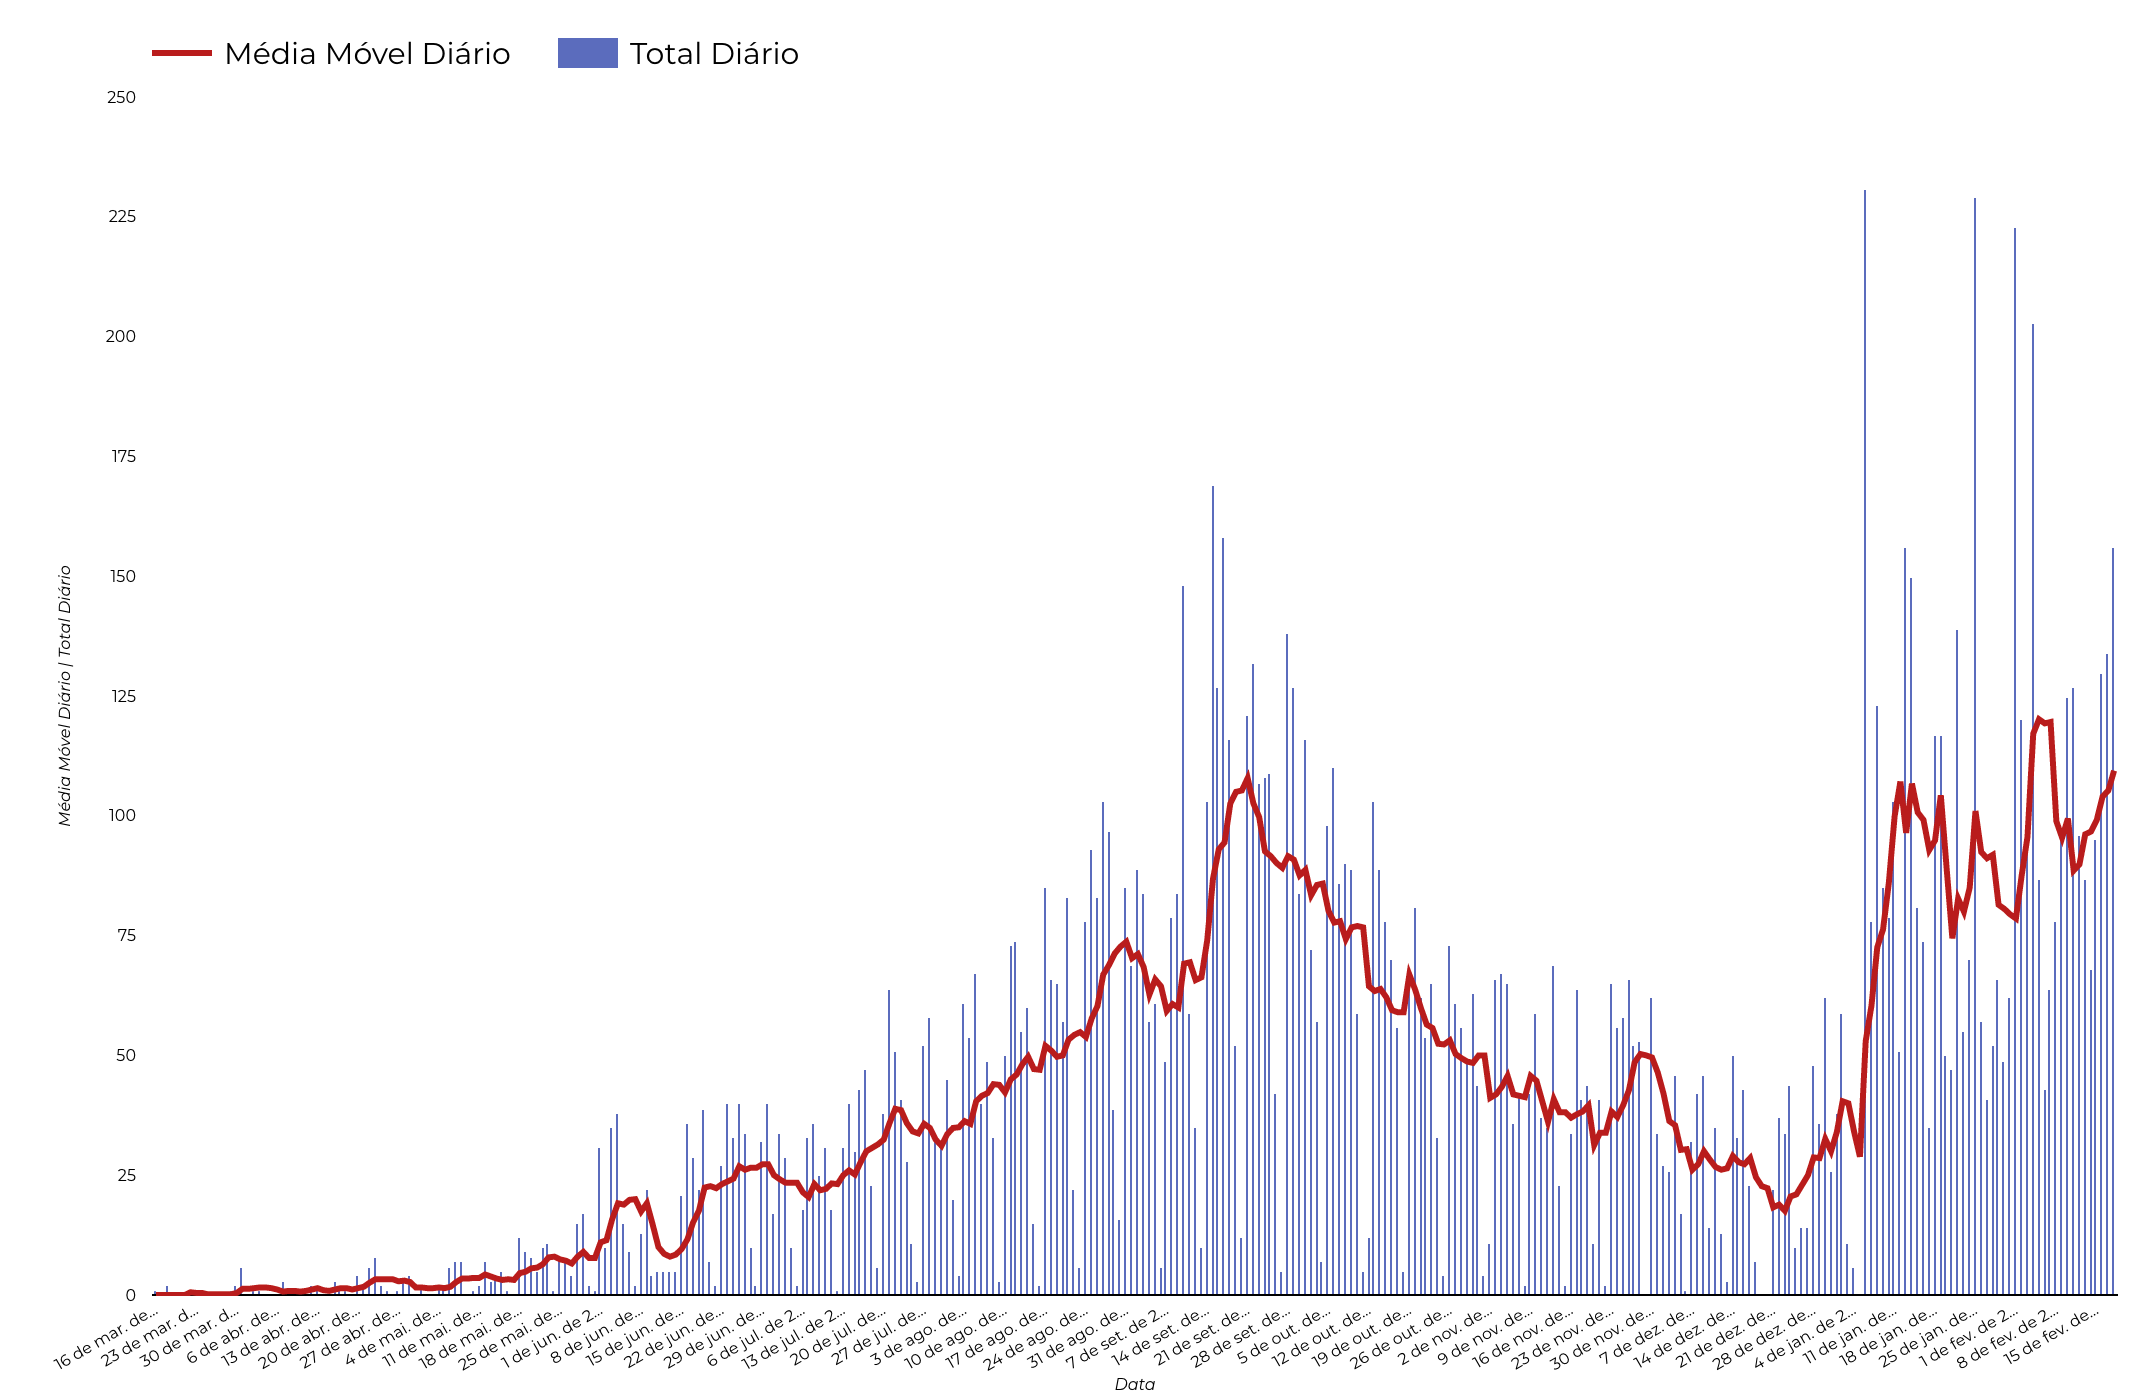 Média Móvel Diário
Total Diário
250
225
200
175
150
125
100
75
50
25
0
Média Móvel Diário | Total Diário
16 de mar. de...
23 de mar. d...
30 de mar. d...
6 de abr. de...
13 de abr. de...
20 de abr. de...
27 de abr. de...
4 de mai. de...
11 de mai. de...
18 de mai. de...
25 de mai. de...
1 de jun. de 2...
8 de jun. de...
15 de jun. de...
22 de jun. de...
29 de jun. de...
6 de jul. de 2...
13 de jul. de 2...
20 de jul. de...
27 de jul. de...
3 de ago. de...
10 de ago. de...
17 de ago. de...
24 de ago. de...
31 de ago. de...
7 de set. de 2...
14 de set. de...
21 de set. de...
28 de set. de...
5 de out. de...
12 de out. de...
19 de out. de...
26 de out. de...
2 de nov. de...
9 de nov. de...
16 de nov. de...
23 de nov. de...
30 de nov. de...
7 de dez. de...
14 de dez. de...
21 de dez. de...
28 de dez. de...
4 de jan. de 2...
11 de jan. de...
18 de jan. de...
25 de jan. de...
1 de fev. de 2...
8 de fev. de 2...
15 de fev. de...
Data